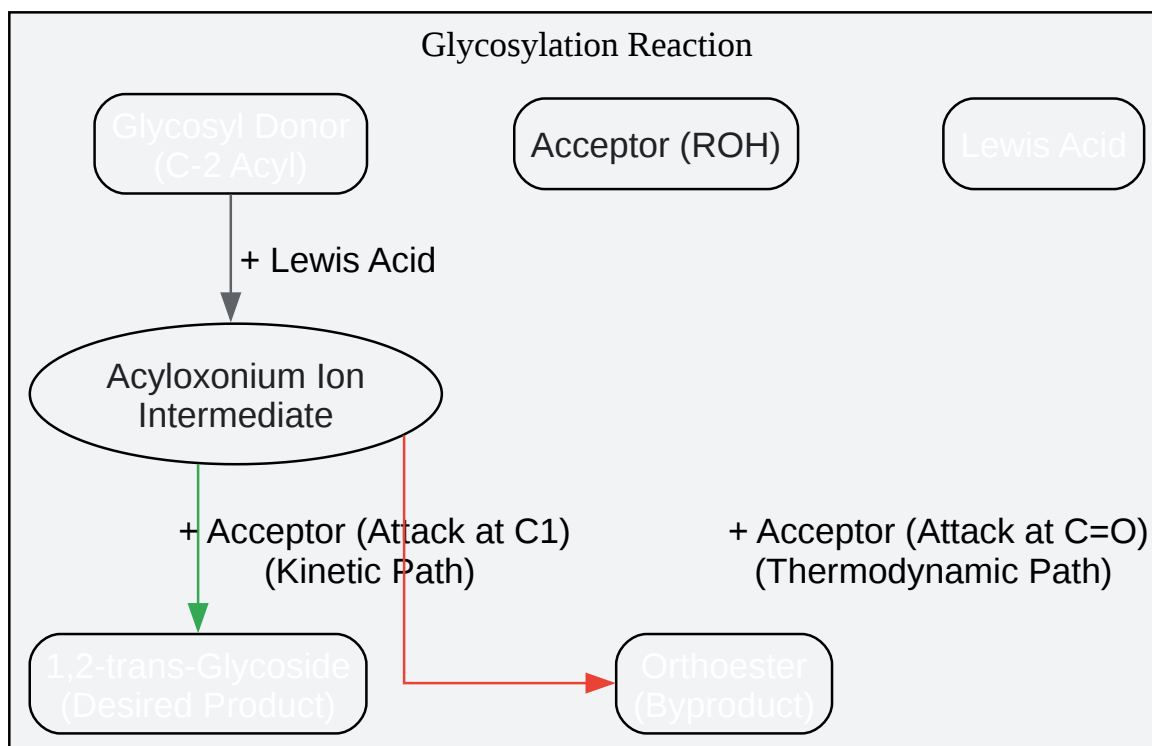 Glycosylation Reaction
Glycosyl Donor
(C-2 Acyl)
Acceptor (ROH)
Lewis Acid
+ Lewis Acid
Acyloxonium Ion
Intermediate
+ Acceptor (Attack at C1)
(Kinetic Path)
+ Acceptor (Attack at C=O)
(Thermodynamic Path)
1,2-trans-Glycoside
(Desired Product)
Orthoester
(Byproduct)